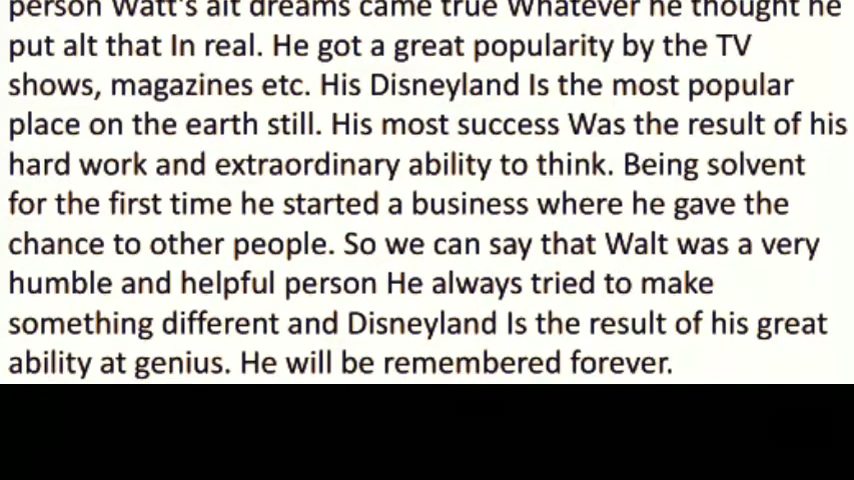 person Watt's alt dreams came true Whatever he thought he
put alt that In real. He got a great popularity by the TV
shows, magazines etc. His Disneyland Is the most popular
place on the earth still. His most success Was the result of his
hard work and extraordinary ability to think. Being solvent
for the first time he started a business where he gave the
chance to other people. So we can say that Walt was a very
humble and helpful person He always tried to make
something different and Disneyland Is the result of his great
ability at genius. He will be remembered forever.